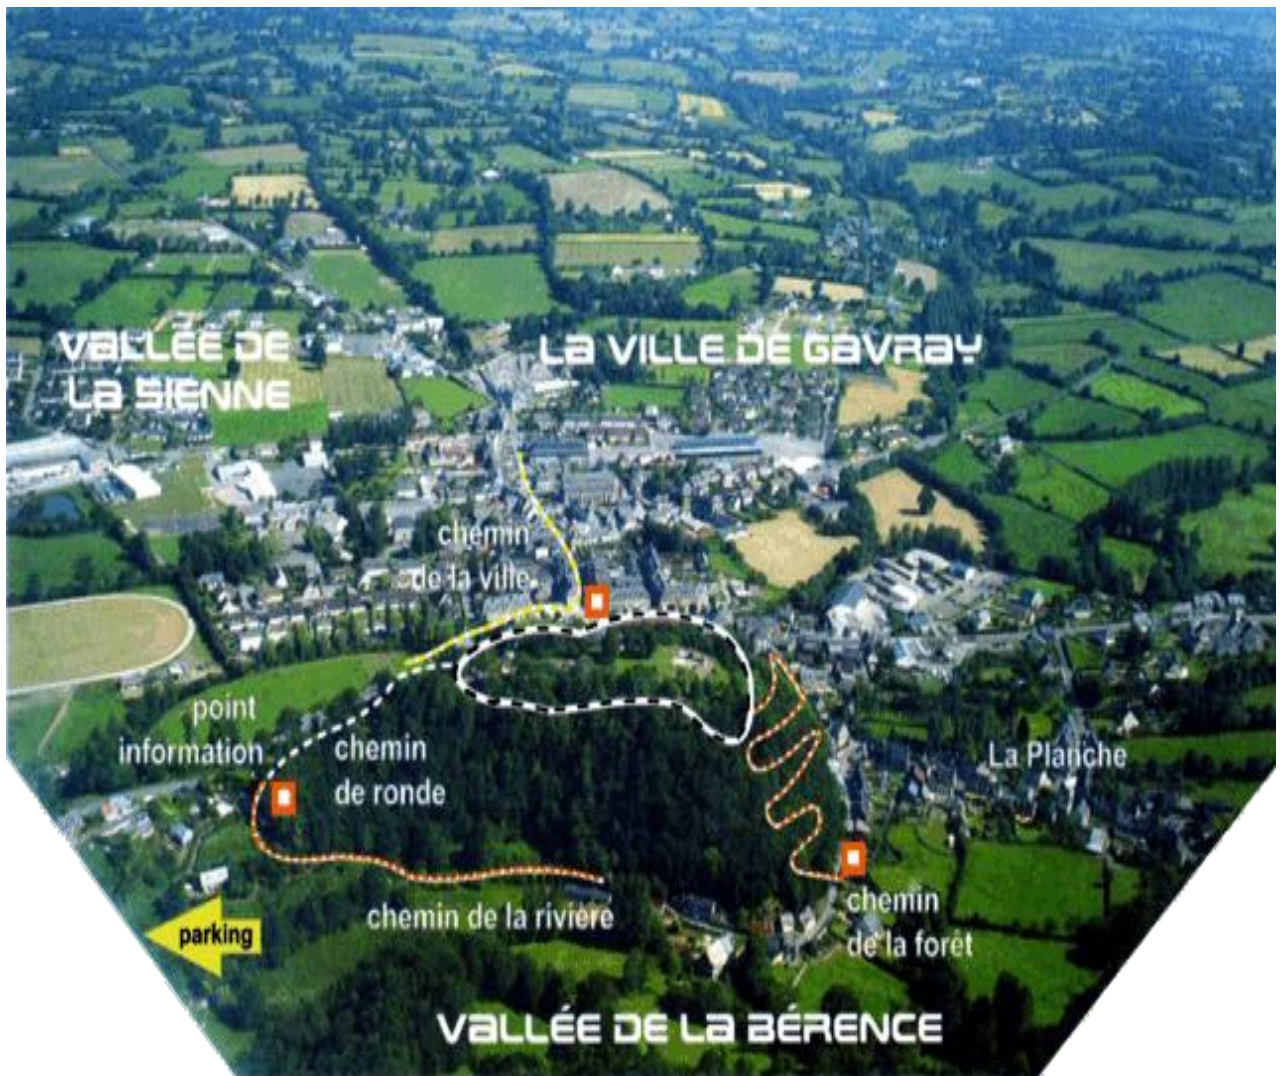 VALLÉE DE
LA SIENNE
LA VILLE DE GAVRAY
chemin
de la ville
point
information
chemin
de ronde
La Planche
chemin de la rivière
chemin
de la forêt
parking
VALLÉE DE LA BÉRENCE